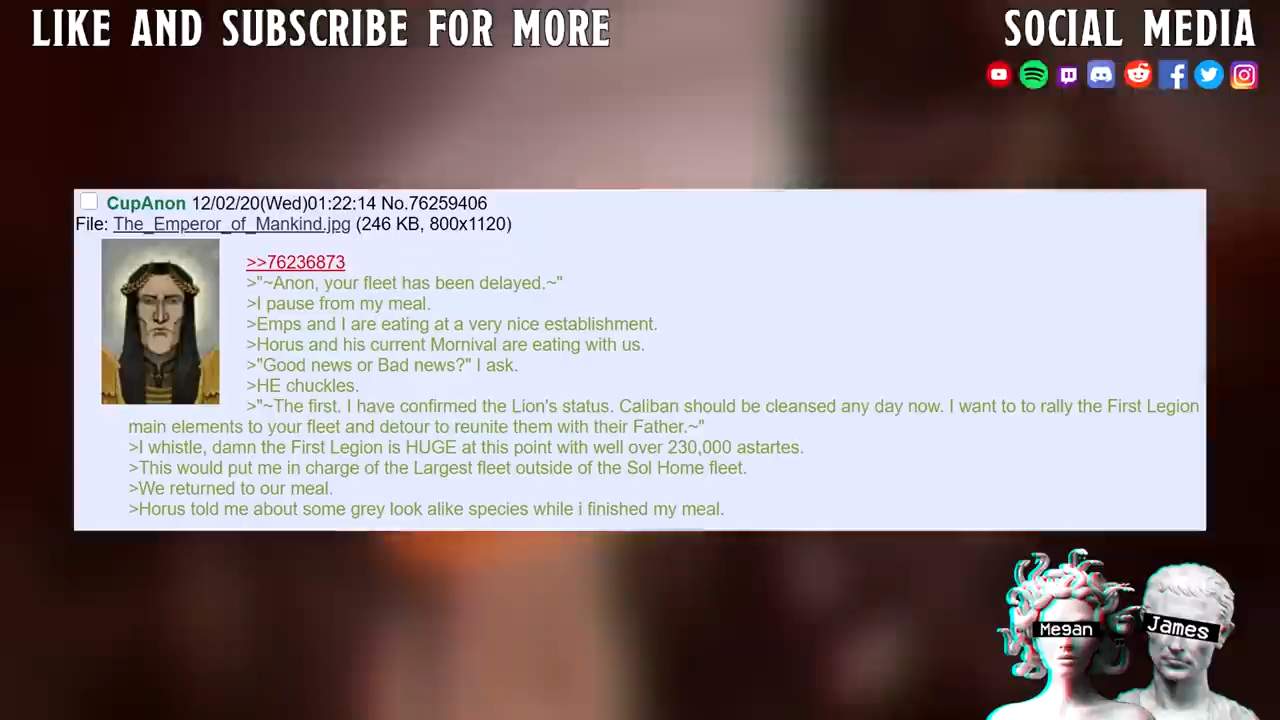 LIKE AND SUBSCRIBE FOR MORE
SOCIAL MEDIA
CupAnon 12/02/20(Wed)01:22:14 No.76259406
File: The_Emperor_of_Mankind.jpg (246 KB, 800x1120)
>>76236873
>"~Anon, your fleet has been delayed.~"
>I pause from my meal.
>Emps and I are eating at a very nice establishment.
>Horus and his current Mornival are eating with us.
>"Good news or Bad news?" I ask.
>HE chuckles.
>"~The first. I have confirmed the Lion's status. Caliban should be cleansed any day now. I want to to rally the First Legion
main elements to your fleet and detour to reunite them with their Father.~"
>I whistle, damn the First Legion is HUGE at this point with well over 230,000 astartes.
>This would put me in charge of the Largest fleet outside of the Sol Home fleet.
>We returned to our meal.
>Horus told me about some grey look alike species while i finished my meal.
Megan
James